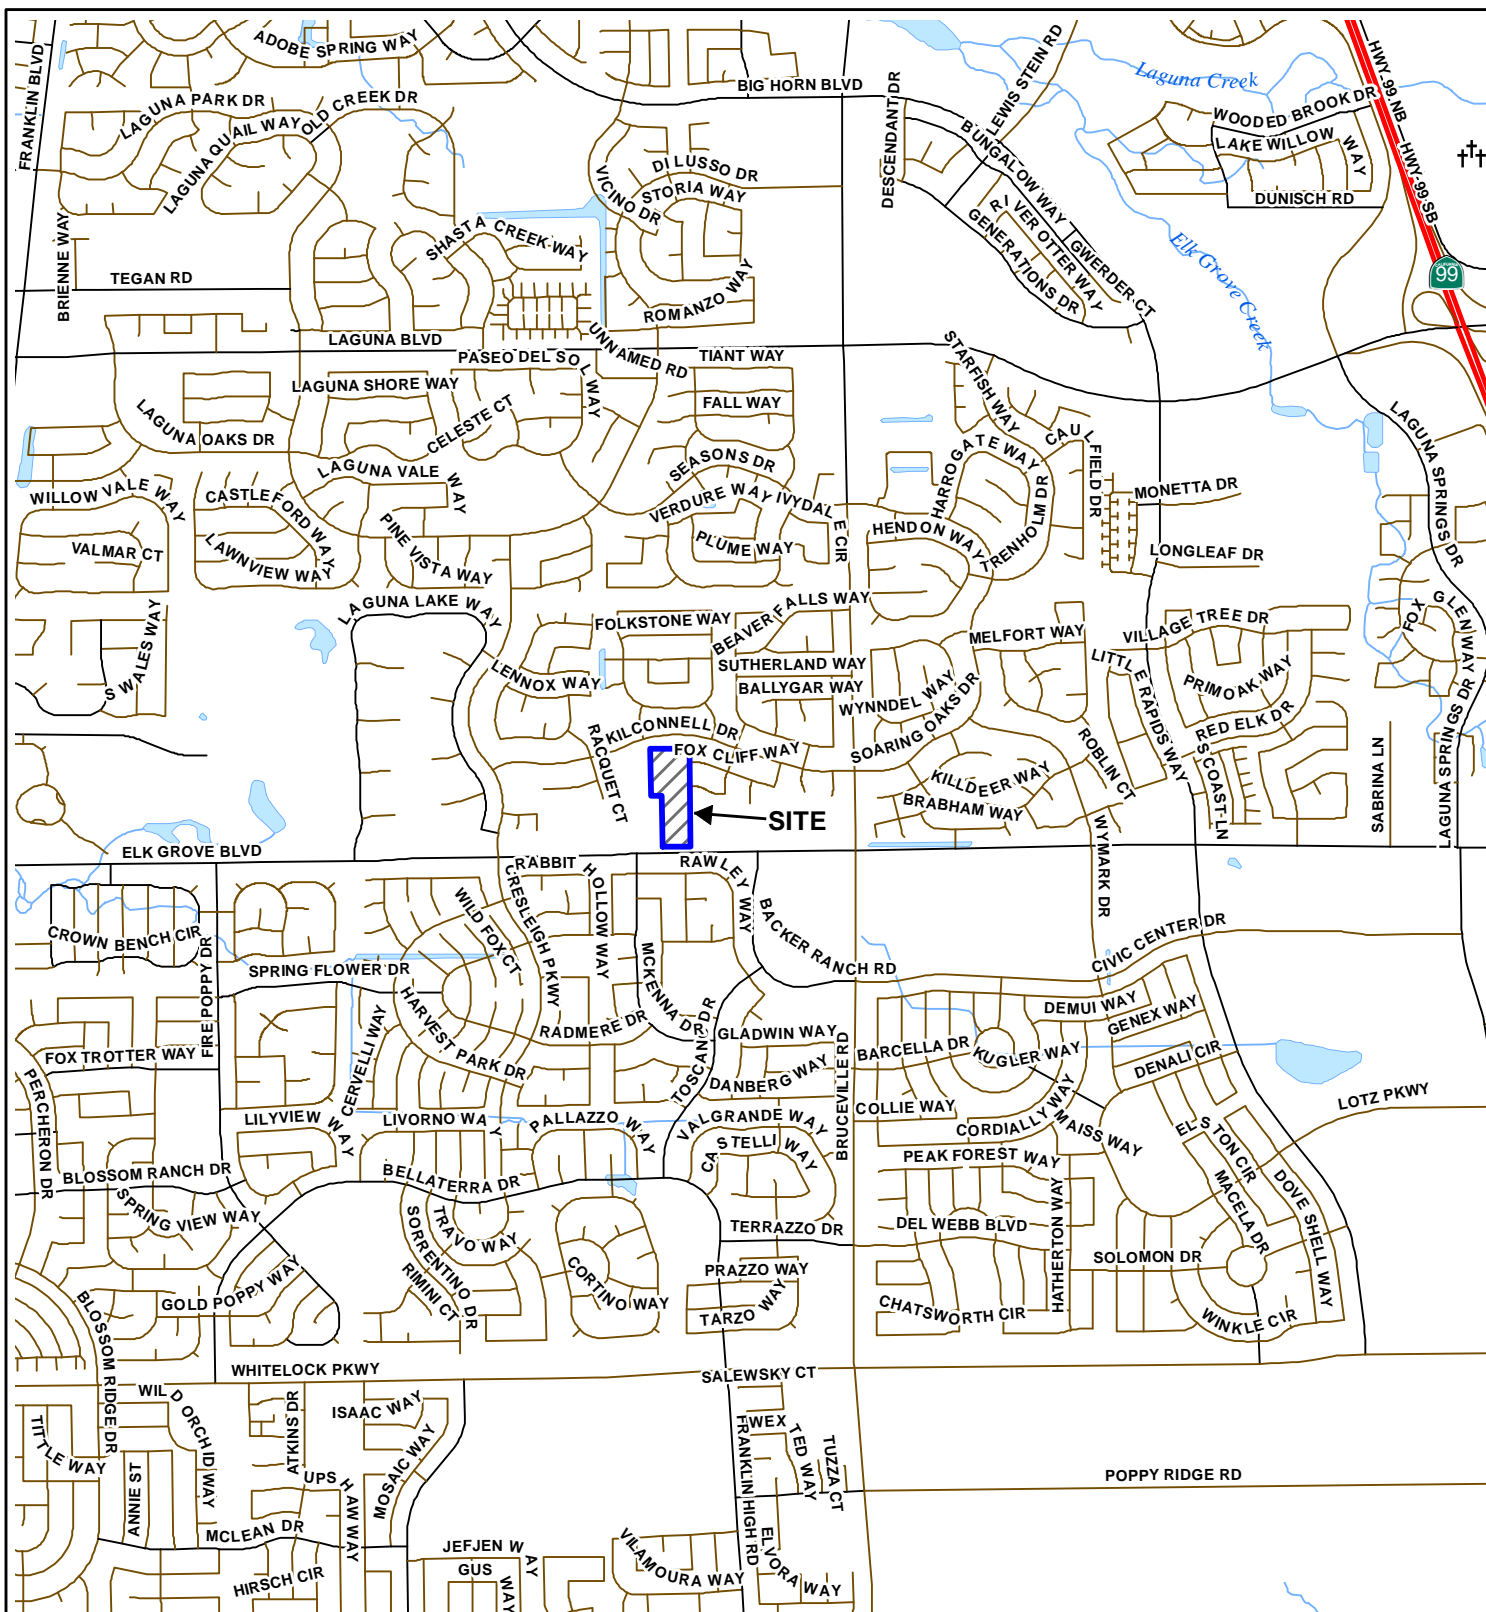 ADOBE SPRING WAY
FRANKLIN BLVD
LAGUNA PARK DR
OLD CREEK DR
LAGUNA QUAIL WAY
BIG HORN BLVD
DESCENDANT DR
LEWIS STEIN RD
Laguna Creek
HWY-99 NB
HWY-99 SB
WOODED BROOK DR
LAKE WILLOW WAY
DUNISCH RD
BUNGALOW WAY
DI LUSSO DR
STORIA WAY
VICINO DR
RIVER OTTER WAY
GENERATIONS DR
GWERDER CT
Elk Grove Creek
CALIFORNIA
99
BRIENNE WAY
SHASTA CREEK WAY
TEGAN RD
ROMANZO WAY
LAGUNA BLVD
UNNAMED RD
PASEO DEL SOL WAY
TIANT WAY
STARFISH WAY
LAGUNA SHORE WAY
FALL WAY
CELESTE CT
LAGUNA OAKS DR
CAULFIELD DR
HARROGATE WAY
LAGUNA SPRINGS DR
SEASONS DR
LAGUNA VALE WAY
WILLOW VALE WAY
CASTLEFORD WAY
VERDURE WAY
IVYDALE CIR
MONETTA DR
TRENHOLM DR
HENDON WAY
PINE VISTA WAY
PLUME WAY
VALMAR CT
LAWNVIEW WAY
LONGLEAF DR
LAGUNA LAKE WAY
BEAVER FALLS WAY
FOLKSTONE WAY
FOX GLEN WAY
S WALES WAY
MELFORT WAY
VILLAGE TREE DR
SUTHERLAND WAY
LENNOX WAY
BALLYGAR WAY
WYNNDEL WAY
LITTLE RAPIDS WAY
PRIMOAK WAY
SOARING OAKS DR
RED ELK DR
KILCONNELL DR
RACQUET CT
FOX CLIFF WAY
ROBLIN CT
KILLDEER WAY
BRABHAM WAY
S COAST LN
SABRINA LN
LAGUNA SPRINGS DR
SITE
ELK GROVE BLVD
WYMARK DR
RABBIT HOLLOW WAY
RAWLEY WAY
CRESLEIGH PKWY
WILD FOX CT
BACKER RANCH RD
CROWN BENCH CIR
CIVIC CENTER DR
SPRING FLOWER DR
FIRE POPPY DR
MCKENNA DR
HARVEST PARK DR
RADMERE DR
DEMUI WAY
GENEX WAY
GLADWIN WAY
TOSCANO DR
BRUCEVILLE RD
BARCELLA DR
KUGLER WAY
DENALI CIR
FOX TROTTER WAY
CERVELLI WAY
DANBERG WAY
PERCHERON DR
LOTZ PKWY
COLLIE WAY
LILYVIEW WAY
LIVORNO WAY
PALLAZZO WAY
VALGRANDE WAY
CORDIALLY WAY
MAISS WAY
ELSTON CIR
CASTELLI WAY
PEAK FOREST WAY
BLOSSOM RANCH DR
BELLATERRA DR
MACELA DR
DOVE SHELL WAY
HATHERTON WAY
SPRING VIEW WAY
TRAVO WAY
SORRENTINO DR
TERRAZZO DR
DEL WEBB BLVD
SOLOMON DR
PRAZZO WAY
GOLD POPPY WAY
RIMINI CT
CORTINO WAY
TARZO WAY
CHATSWORTH CIR
WINKLE CIR
BLOSSOM RIDGE DR
WHITELOCK PKWY
SALEWSKY CT
WILD ORCHID WAY
ATKINS DR
ISAAC WAY
TITTLE WAY
MOSAIC WAY
FRANKLIN HIGH RD
WEXTED WAY
TUZZA CT
ANNIE ST
UPSHAW WAY
POPPY RIDGE RD
MCLEAN DR
JEFJEN WAY
GUS WAY
HIRSCH CIR
VILAMOURA WAY
ELVORA WAY